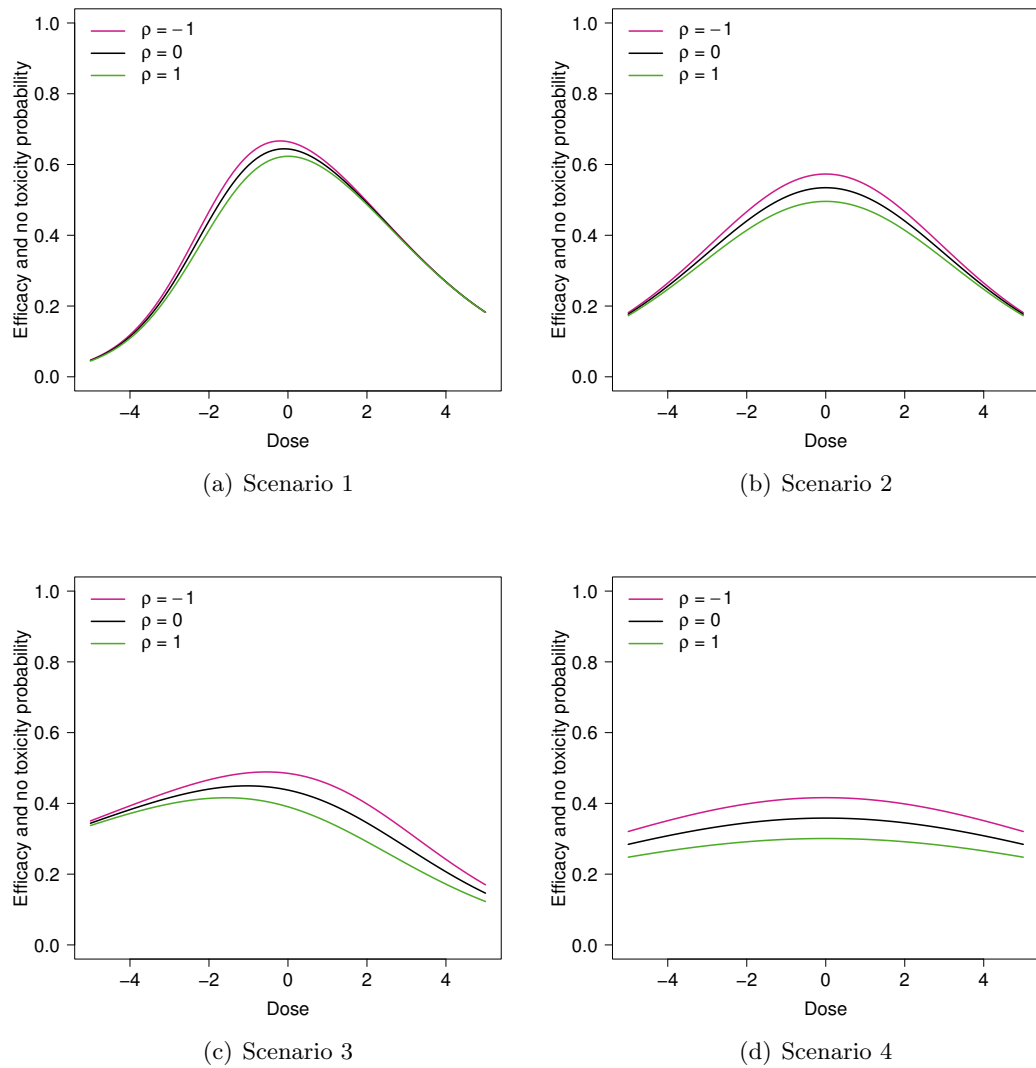 Efficacy and no toxicity probability
1.0
0.8
0.6
0.4
0.2
0.0
ρ = −1
ρ = 0
ρ = 1
−4 −2 0 2 4
Dose
(a) Scenario 1
Efficacy and no toxicity probability
1.0
0.8
0.6
0.4
0.2
0.0
ρ = −1
ρ = 0
ρ = 1
−4 −2 0 2 4
Dose
(b) Scenario 2
Efficacy and no toxicity probability
1.0
0.8
0.6
0.4
0.2
0.0
ρ = −1
ρ = 0
ρ = 1
−4 −2 0 2 4
Dose
(c) Scenario 3
Efficacy and no toxicity probability
1.0
0.8
0.6
0.4
0.2
0.0
ρ = −1
ρ = 0
ρ = 1
−4 −2 0 2 4
Dose
(d) Scenario 4